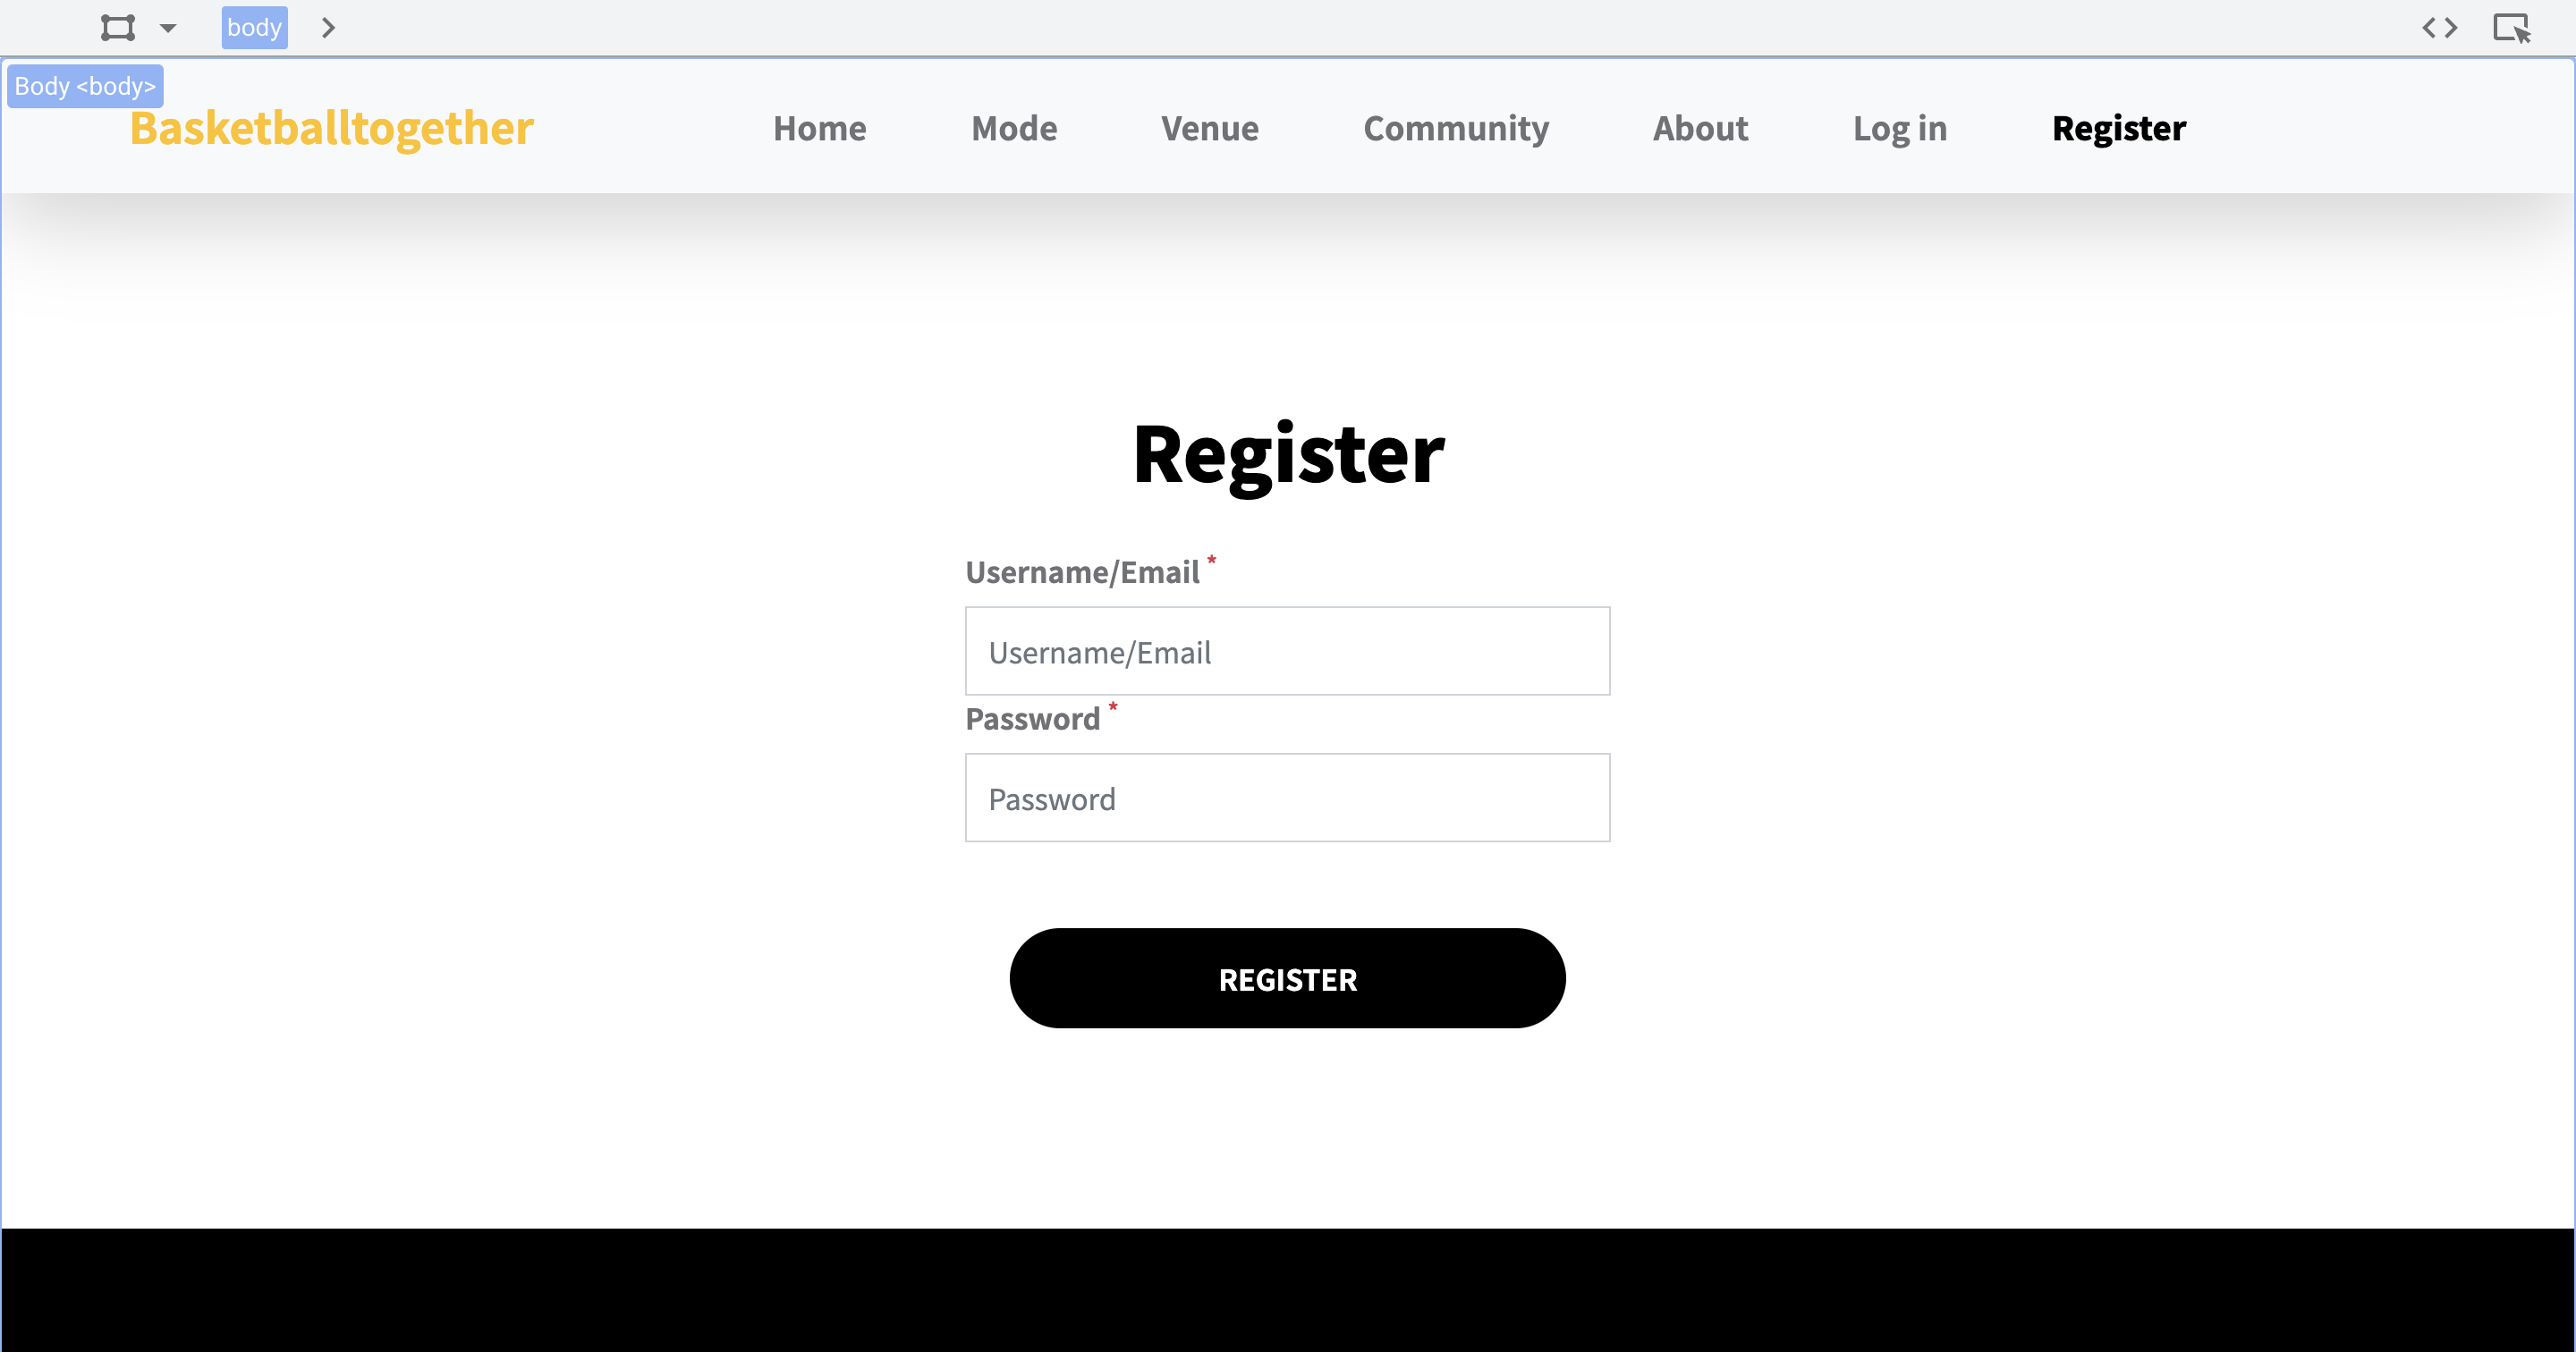 body
Body <body>
Basketballtogether Home Mode Venue Community About Log in Register
Register
Username/Email *
Username/Email
Password *
Password
REGISTER